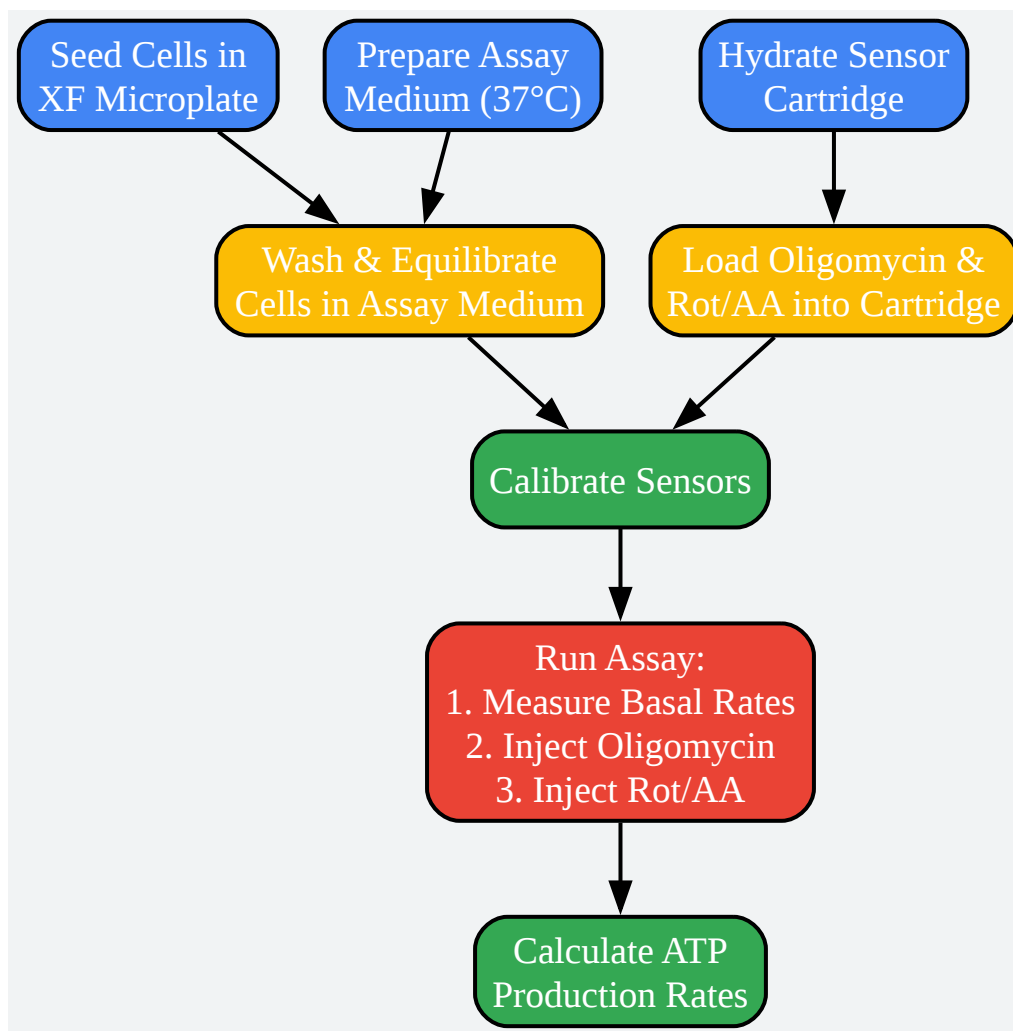 Seed Cells in
XF Microplate
Prepare Assay
Medium (37°C)
Hydrate Sensor
Cartridge
Wash & Equilibrate
Cells in Assay Medium
Load Oligomycin &
Rot/AA into Cartridge
Calibrate Sensors
Run Assay:
1. Measure Basal Rates
2. Inject Oligomycin
3. Inject Rot/AA
Calculate ATP
Production Rates